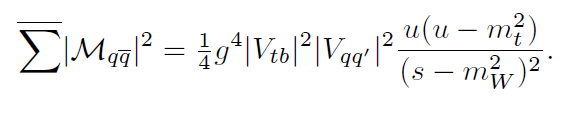 $\overline{\sum}|\mathcal{M}_{q\overline{q}}|^2 = \frac{1}{4}g^4|V_{tb}|^2|V_{qq'}|^2\frac{u(u-m_t^2)}{(s-m_W^2)^2}.$